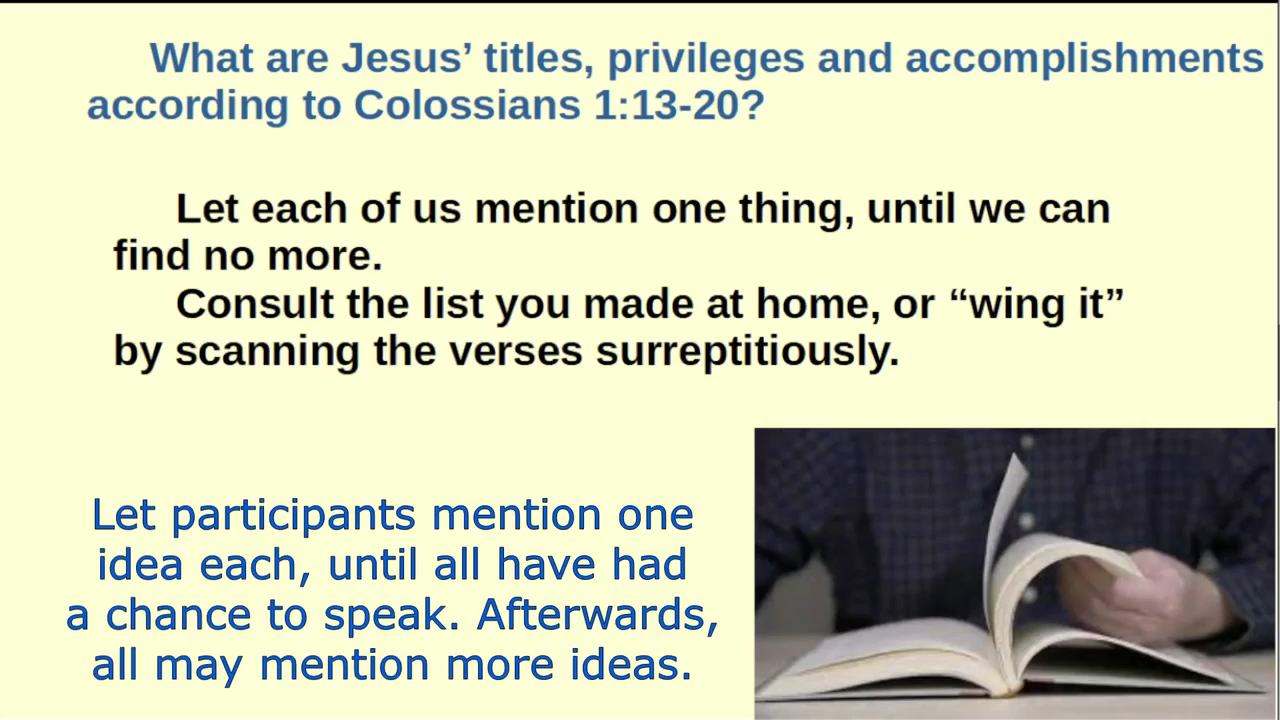 What are Jesus’ titles, privileges and accomplishments
according to Colossians 1:13-20?
Let each of us mention one thing, until we can
find no more.
Consult the list you made at home, or “wing it”
by scanning the verses surreptitiously.
Let participants mention one
idea each, until all have had
a chance to speak. Afterwards,
all may mention more ideas.